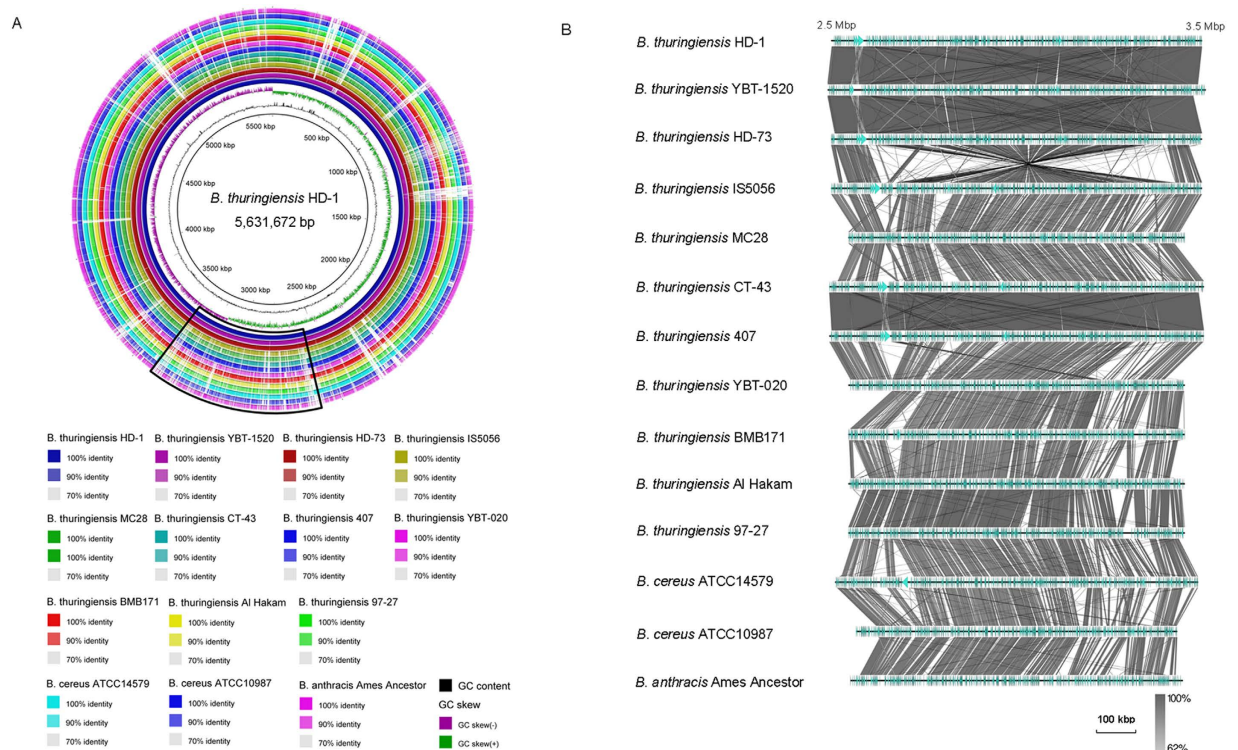 A
5500 kbp
500 kbp
1000 kbp
1500 kbp
2000 kbp
2500 kbp
3000 kbp
3500 kbp
4000 kbp
4500 kbp
5000 kbp
B. thuringiensis HD-1
5,631,672 bp
B. thuringiensis HD-1
100% identity
90% identity
70% identity
B. thuringiensis YBT-1520
100% identity
90% identity
70% identity
B. thuringiensis HD-73
100% identity
90% identity
70% identity
B. thuringiensis IS5056
100% identity
90% identity
70% identity
B. thuringiensis MC28
100% identity
100% identity
70% identity
B. thuringiensis CT-43
100% identity
90% identity
70% identity
B. thuringiensis 407
100% identity
90% identity
70% identity
B. thuringiensis YBT-020
100% identity
90% identity
70% identity
B. thuringiensis BMB171
100% identity
90% identity
70% identity
B. thuringiensis Al Hakam
100% identity
90% identity
70% identity
B. thuringiensis 97-27
100% identity
90% identity
70% identity
B. cereus ATCC14579
100% identity
90% identity
70% identity
B. cereus ATCC10987
100% identity
90% identity
70% identity
B. anthracis Ames Ancestor
100% identity
90% identity
70% identity
GC content
GC skew
GC skew(-)
GC skew(+)
B
2.5 Mbp
3.5 Mbp
B. thuringiensis HD-1
B. thuringiensis YBT-1520
B. thuringiensis HD-73
B. thuringiensis IS5056
B. thuringiensis MC28
B. thuringiensis CT-43
B. thuringiensis 407
B. thuringiensis YBT-020
B. thuringiensis BMB171
B. thuringiensis Al Hakam
B. thuringiensis 97-27
B. cereus ATCC14579
B. cereus ATCC10987
B. anthracis Ames Ancestor
100 kbp
100%
62%